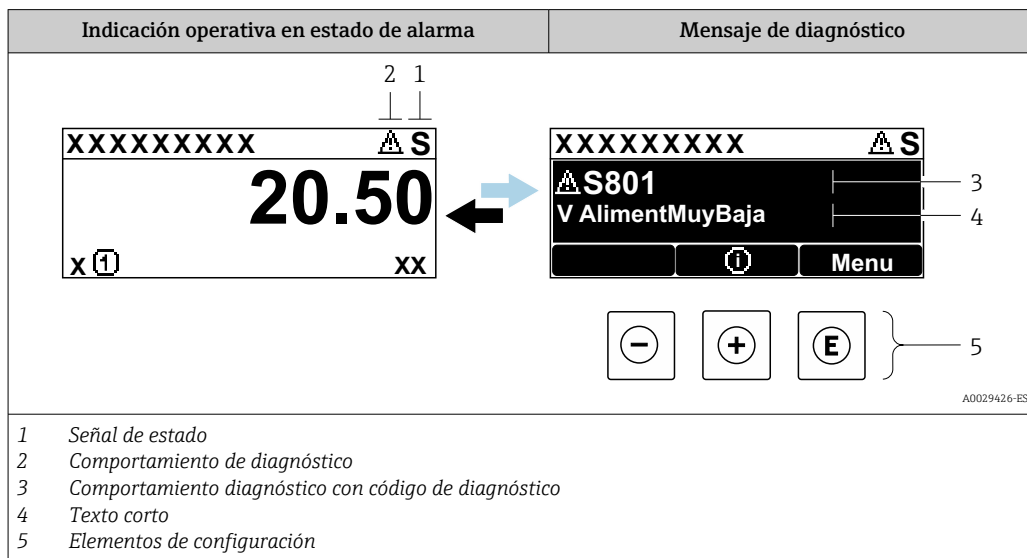 Indicación operativa en estado de alarma Mensaje de diagnóstico
2 1
XXXXXXXXX ⚠ S XXXXXXXXX ⚠ S
20.50
⚠S801 3
V AlimentMuyBaja 4
x 1 xx i Menu
- + E 5
A0029426-ES
1 Señal de estado
2 Comportamiento de diagnóstico
3 Comportamiento diagnóstico con código de diagnóstico
4 Texto corto
5 Elementos de configuración